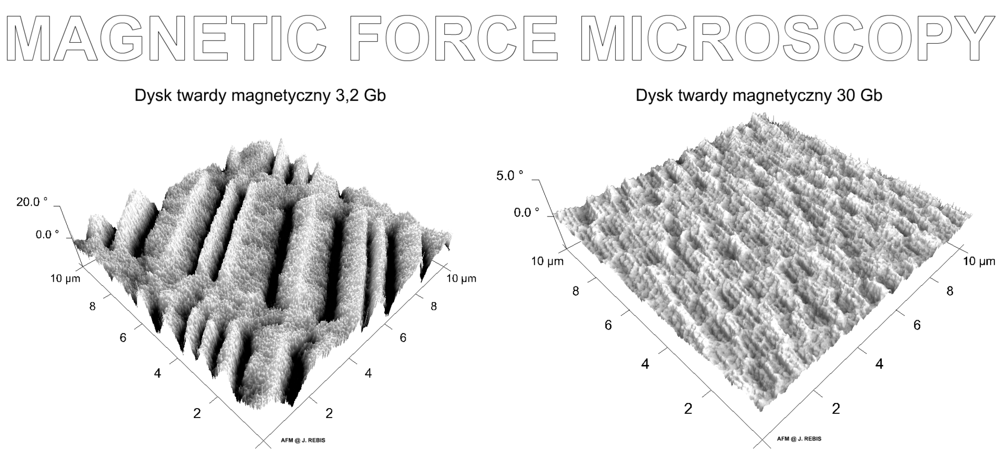 MAGNETIC FORCE MICROSCOPY
Dysk twardy magnetyczny 3,2 Gb
20.0 °
0.0 °
10 µm
8
6
4
2
10 µm
8
6
4
2
AFM @ J. REBIS
Dysk twardy magnetyczny 30 Gb
5.0 °
0.0 °
10 µm
8
6
4
2
10 µm
8
6
4
2
AFM @ J. REBIS